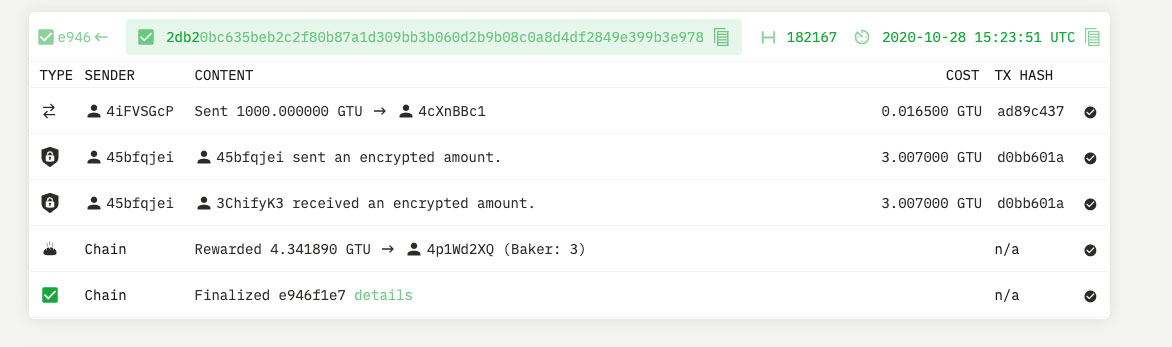 e946 ← 2db20bc635beb2c2f80b87a1d309bb3b060d2b9b08c0a8d4df2849e399b3e978 182167 2020-10-28 15:23:51 UTC
TYPE SENDER CONTENT COST TX HASH
4iFVSGcP Sent 1000.000000 GTU → 4cXnBBc1 0.016500 GTU ad89c437
45bfqjei 45bfqjei sent an encrypted amount. 3.007000 GTU d0bb601a
45bfqjei 3ChifyK3 received an encrypted amount. 3.007000 GTU d0bb601a
Chain Rewarded 4.341890 GTU → 4p1Wd2XQ (Baker: 3) n/a
Chain Finalized e946f1e7 details n/a